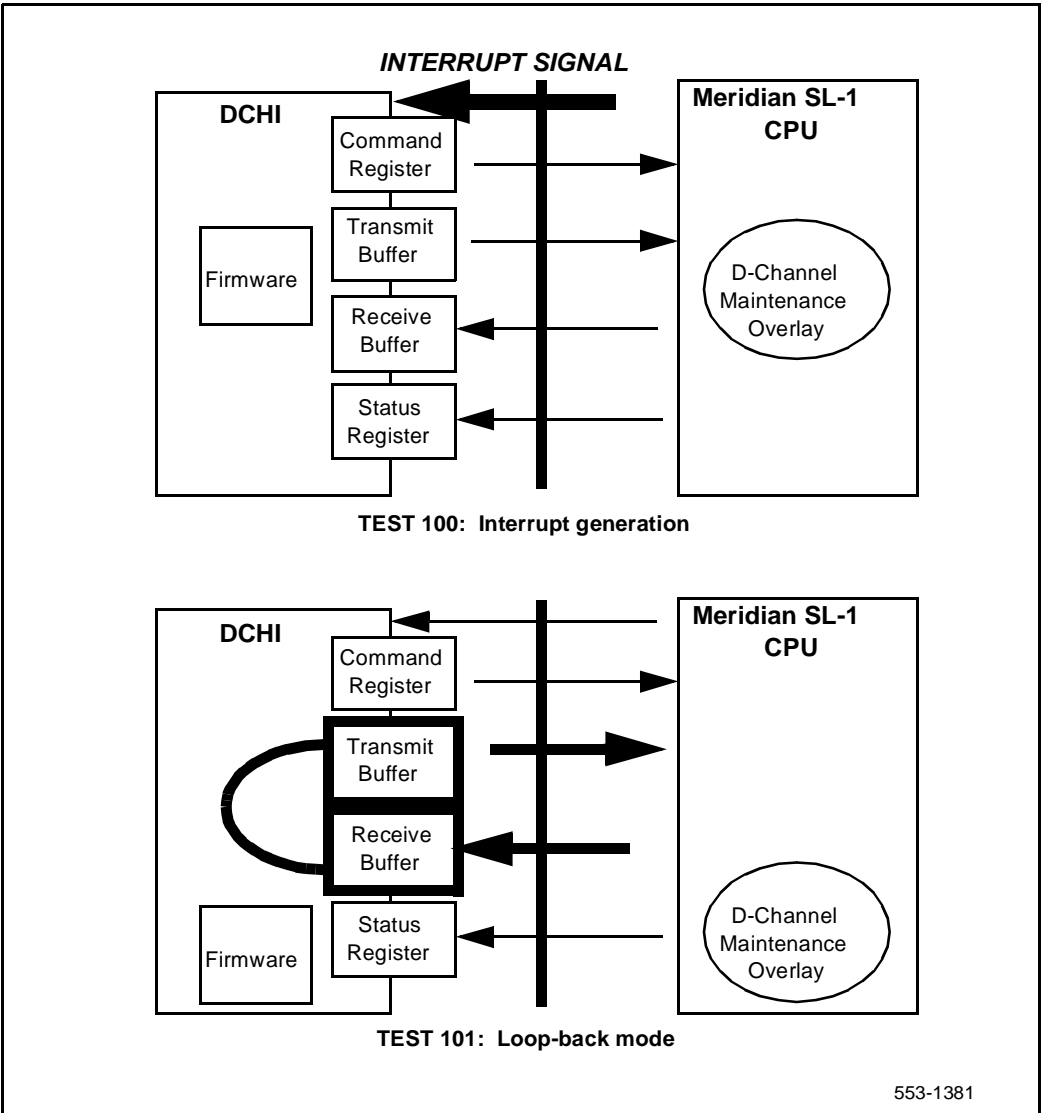 INTERRUPT SIGNAL
DCHI
Meridian SL-1
CPU
Command
Register
Transmit
Buffer
Firmware
D-Channel
Maintenance
Overlay
Receive
Buffer
Status
Register
TEST 100: Interrupt generation
DCHI
Meridian SL-1
CPU
Command
Register
Transmit
Buffer
Receive
Buffer
Status
Register
Firmware
D-Channel
Maintenance
Overlay
TEST 101: Loop-back mode
553-1381